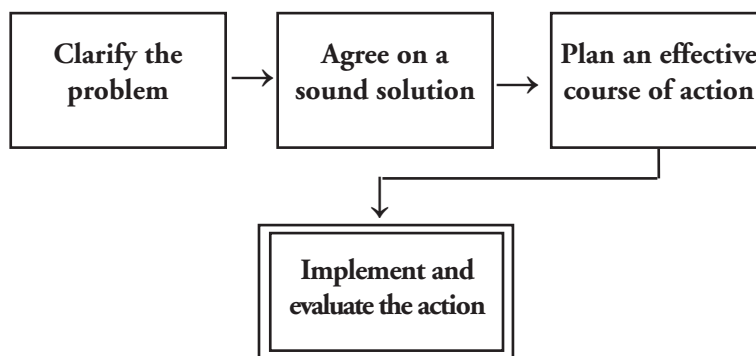 Clarify the
problem
Agree on a
sound solution
Plan an effective
course of action
Implement and
evaluate the action